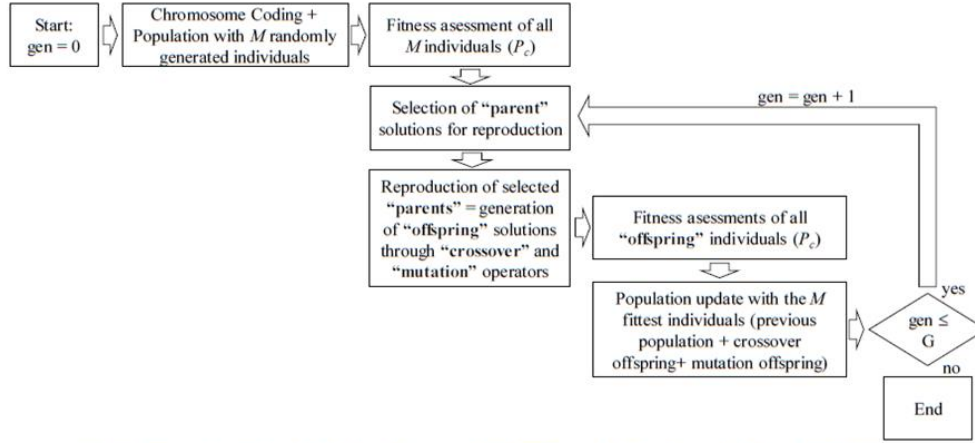 Start:
gen = 0
Chromosome Coding +
Population with M randomly
generated individuals
Fitness asessment of all
M individuals (Pc)
Selection of “parent”
solutions for reproduction
gen = gen + 1
Reproduction of selected
“parents” = generation
of “offspring” solutions
through “crossover” and
“mutation” operators
Fitness asessments of all
“offspring” individuals (Pc)
Population update with the M
fittest individuals (previous
population + crossover
offspring+ mutation offspring)
gen ≤
G
yes
no
End